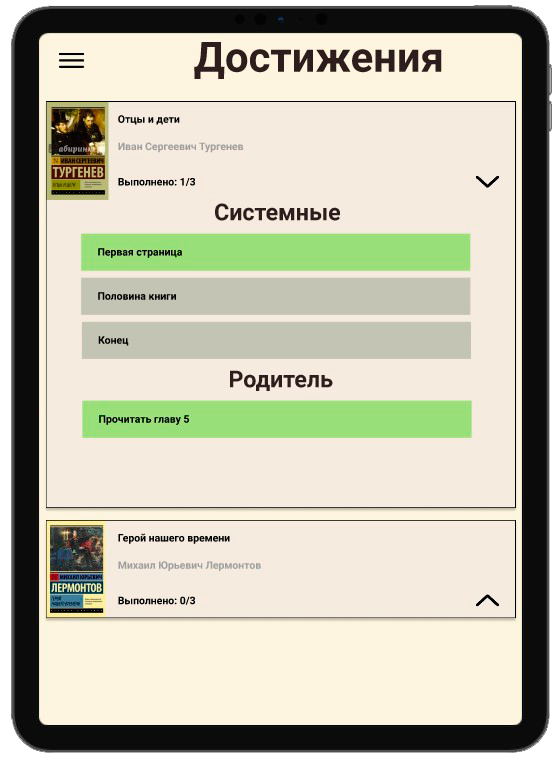 Достижения
Отцы и дети
Иван Сергеевич Тургенев
Выполнено: 1/3
абирин
ИВАН СЕРГЕЕВИЧ
ТУРГЕНЕВ
Системные
Первая страница
Половина книги
Конец
Родитель
Прочитать главу 5
Герой нашего времени
Михаил Юрьевич Лермонтов
Выполнено: 0/3
МИХАИЛ ЮРЬЕВИЧ
ЛЕРМОНТОВ